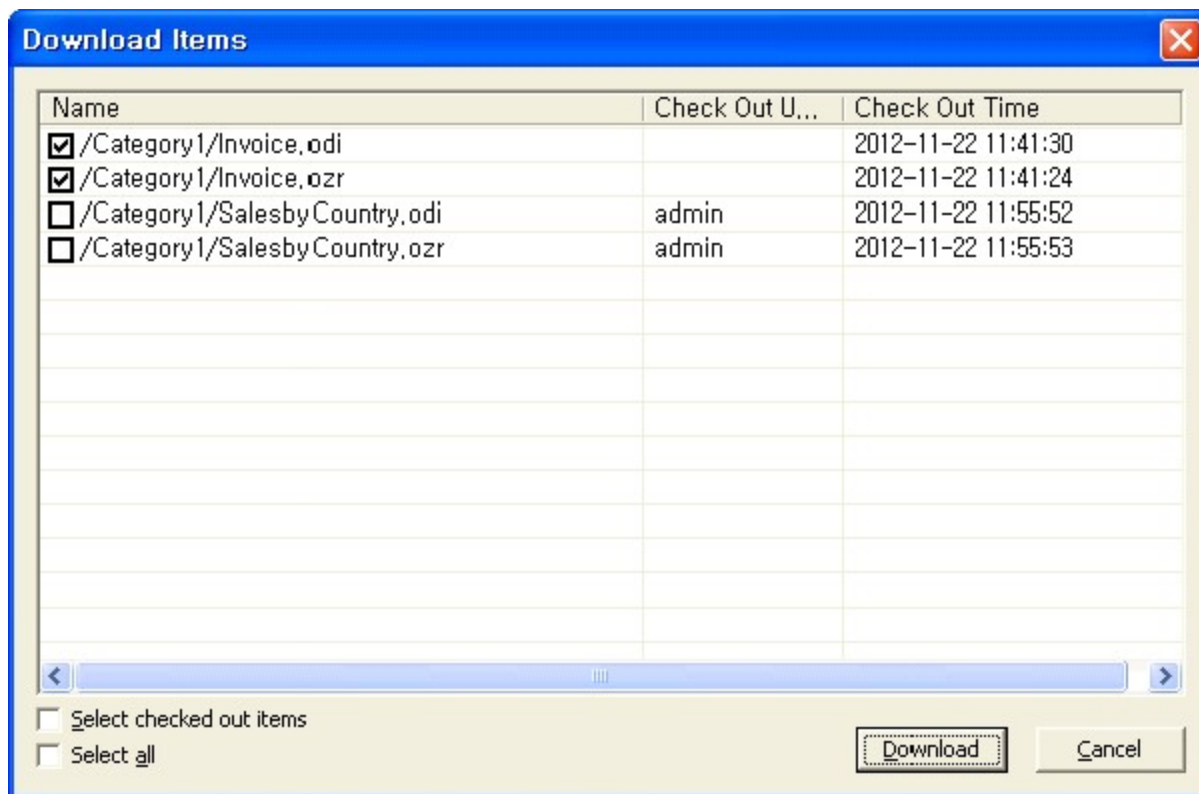 Download Items
Name Check Out U... Check Out Time
/Category1/Invoice.odi 2012-11-22 11:41:30
/Category1/Invoice.ozr 2012-11-22 11:41:24
/Category1/SalesbyCountry.odi admin 2012-11-22 11:55:52
/Category1/SalesbyCountry.ozr admin 2012-11-22 11:55:53
Select checked out items
Select all
Download Cancel